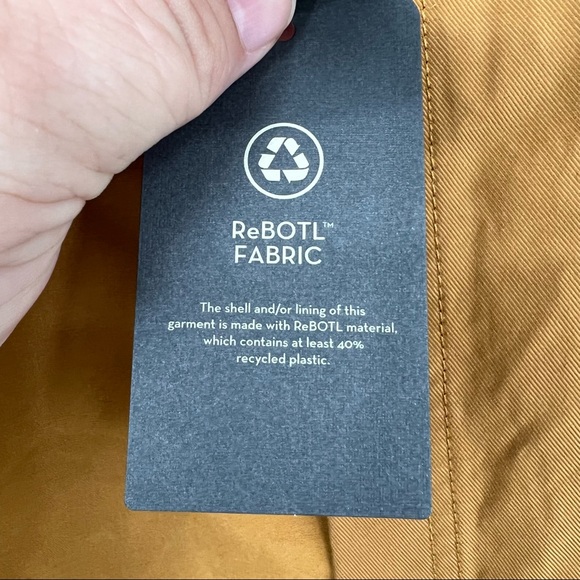 ReBOTL™
FABRIC
The shell and/or lining of this
garment is made with ReBOTL material,
which contains at least 40%
recycled plastic.